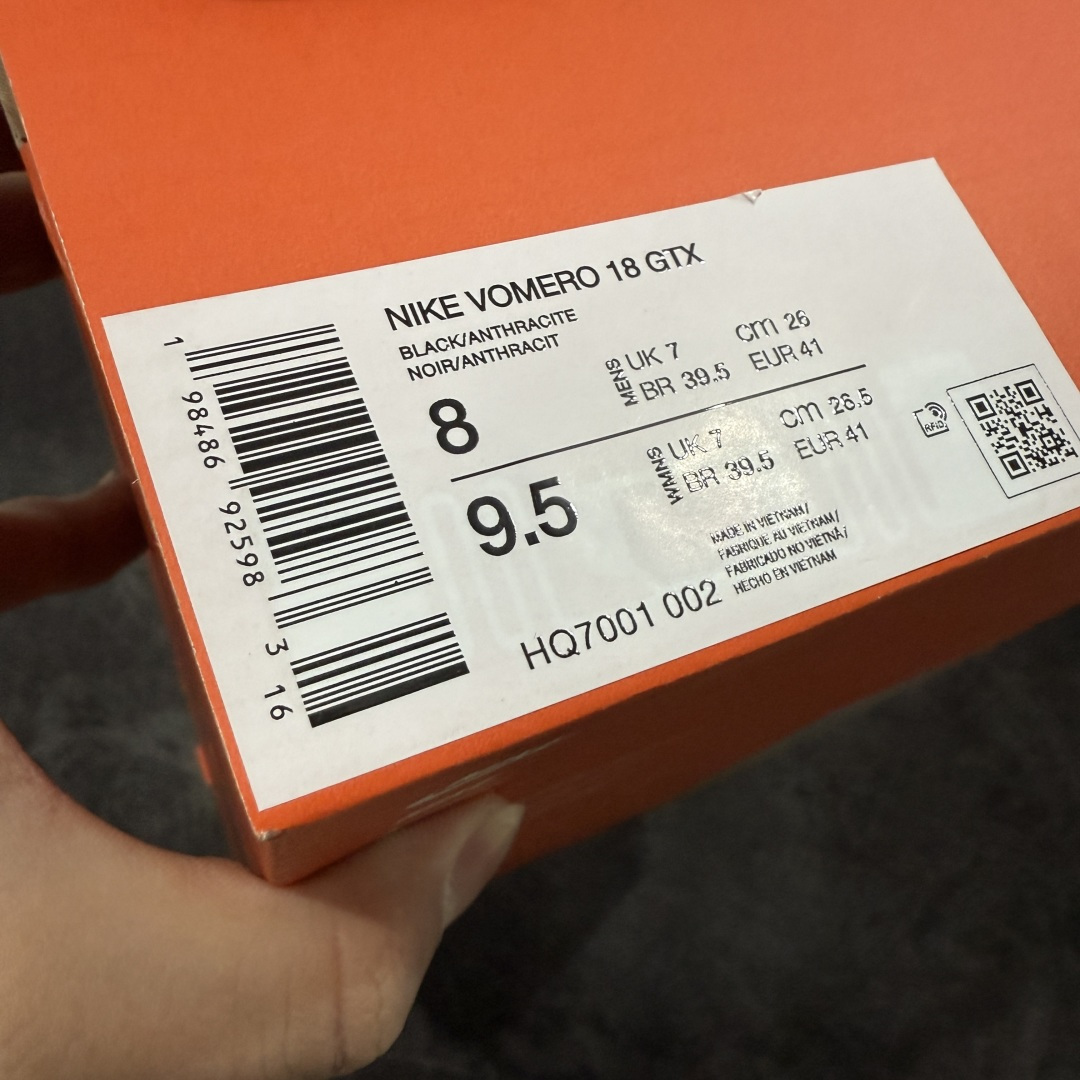 NIKE VOMERO 18 GTX
BLACK/ANTHRACITE
NOIR/ANTHRACIT
8
MENS
UK 7
cm 26
BR 39.5
EUR 41
9.5
WMNS
UK 7
cm 26.5
BR 39.5
EUR 41
RFID
MADE IN VIETNAM/
FABRIQUE AU VIETNAM/
FABRICADO NO VIETNÃ/
HECHO EN VIETNAM
HQ7001 002
1 98486 92598 3 16